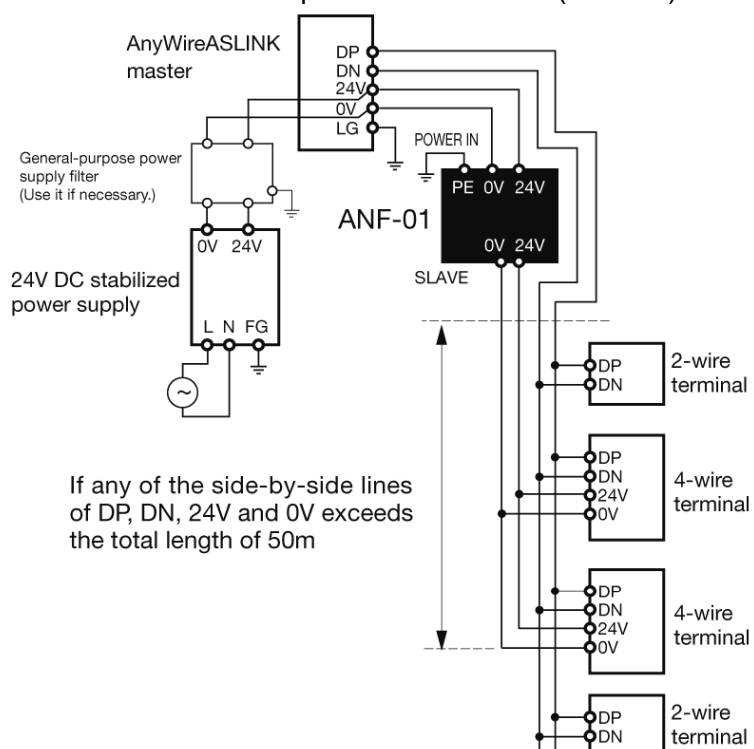 AnyWireASLINK
master
DP
DN
24V
0V
LG
General-purpose power
supply filter
(Use it if necessary.)
POWER IN
PE 0V 24V
ANF-01
0V 24V
SLAVE
0V 24V
24V DC stabilized
power supply
L N FG
~
If any of the side-by-side lines
of DP, DN, 24V and 0V exceeds
the total length of 50m
DP
DN
2-wire
terminal
DP
DN
24V
0V
4-wire
terminal
DP
DN
24V
0V
4-wire
terminal
DP
DN
2-wire
terminal